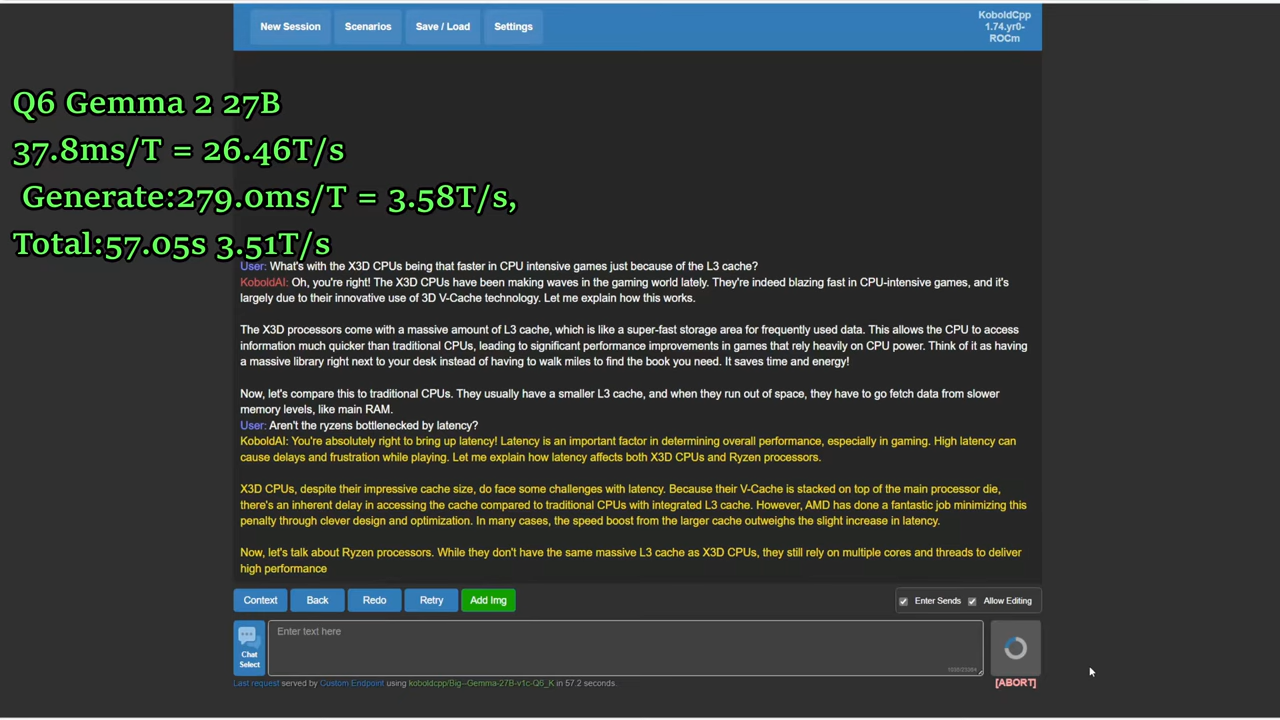 New Session
Scenarios
Save / Load
Settings
KoboldCpp
1.74.yr0-
ROCm
Q6 Gemma 2 27B
37.8ms/T = 26.46T/s
Generate:279.0ms/T = 3.58T/s,
Total:57.05s 3.51T/s
User: What's with the X3D CPUs being that faster in CPU intensive games just because of the L3 cache?
KoboldAI: Oh, you're right! The X3D CPUs have been making waves in the gaming world lately. They're indeed blazing fast in CPU-intensive games, and it's
largely due to their innovative use of 3D V-Cache technology. Let me explain how this works.
The X3D processors come with a massive amount of L3 cache, which is like a super-fast storage area for frequently used data. This allows the CPU to access
information much quicker than traditional CPUs, leading to significant performance improvements in games that rely heavily on CPU power. Think of it as having
a massive library right next to your desk instead of having to walk miles to find the book you need. It saves time and energy!
Now, let's compare this to traditional CPUs. They usually have a smaller L3 cache, and when they run out of space, they have to go fetch data from slower
memory levels, like main RAM.
User: Aren't the ryzens bottlenecked by latency?
KoboldAI: You're absolutely right to bring up latency! Latency is an important factor in determining overall performance, especially in gaming. High latency can
cause delays and frustration while playing. Let me explain how latency affects both X3D CPUs and Ryzen processors.
X3D CPUs, despite their impressive cache size, do face some challenges with latency. Because their V-Cache is stacked on top of the main processor die,
there's an inherent delay in accessing the cache compared to traditional CPUs with integrated L3 cache. However, AMD has done a fantastic job minimizing this
penalty through clever design and optimization. In many cases, the speed boost from the larger cache outweighs the slight increase in latency.
Now, let's talk about Ryzen processors. While they don't have the same massive L3 cache as X3D CPUs, they still rely on multiple cores and threads to deliver
high performance
Context
Back
Redo
Retry
Add Img
Enter Sends
Allow Editing
Chat
Select
Enter text here
[ABORT]
Last request served by Custom Endpoint using koboldcpp/Big--Gemma-27B-v1c-Q6_K in 57.2 seconds.